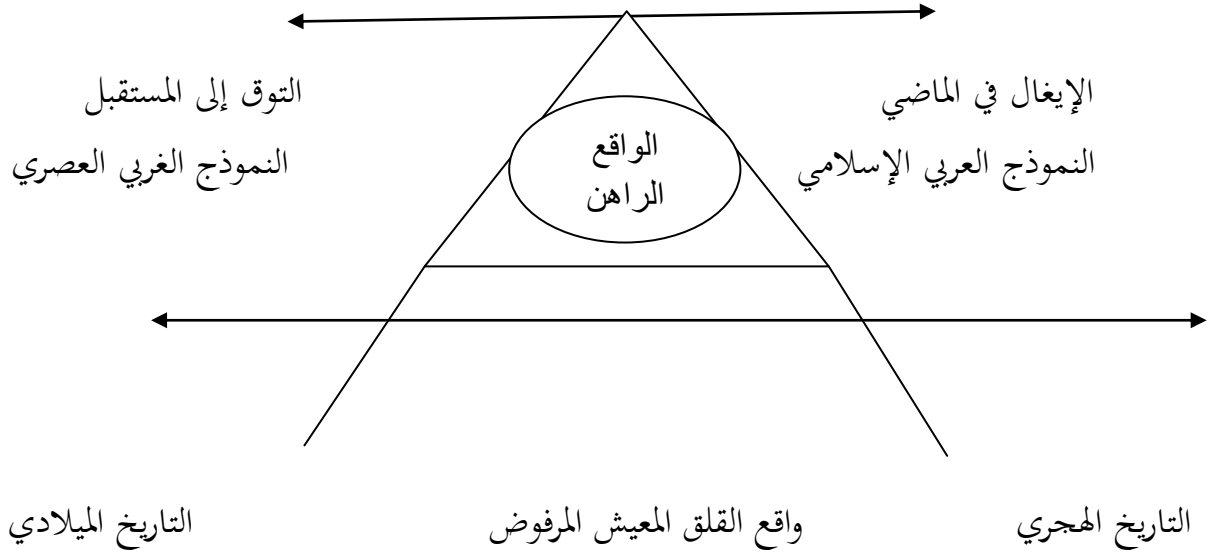 الإيغال في الماضي
التوق إلى المستقبل
النموذج العربي الإسلامي
الواقع
الراهن
النموذج الغربي العصري
التاريخ الهجري
واقع القلق المعيش المرفوض
التاريخ الميلادي